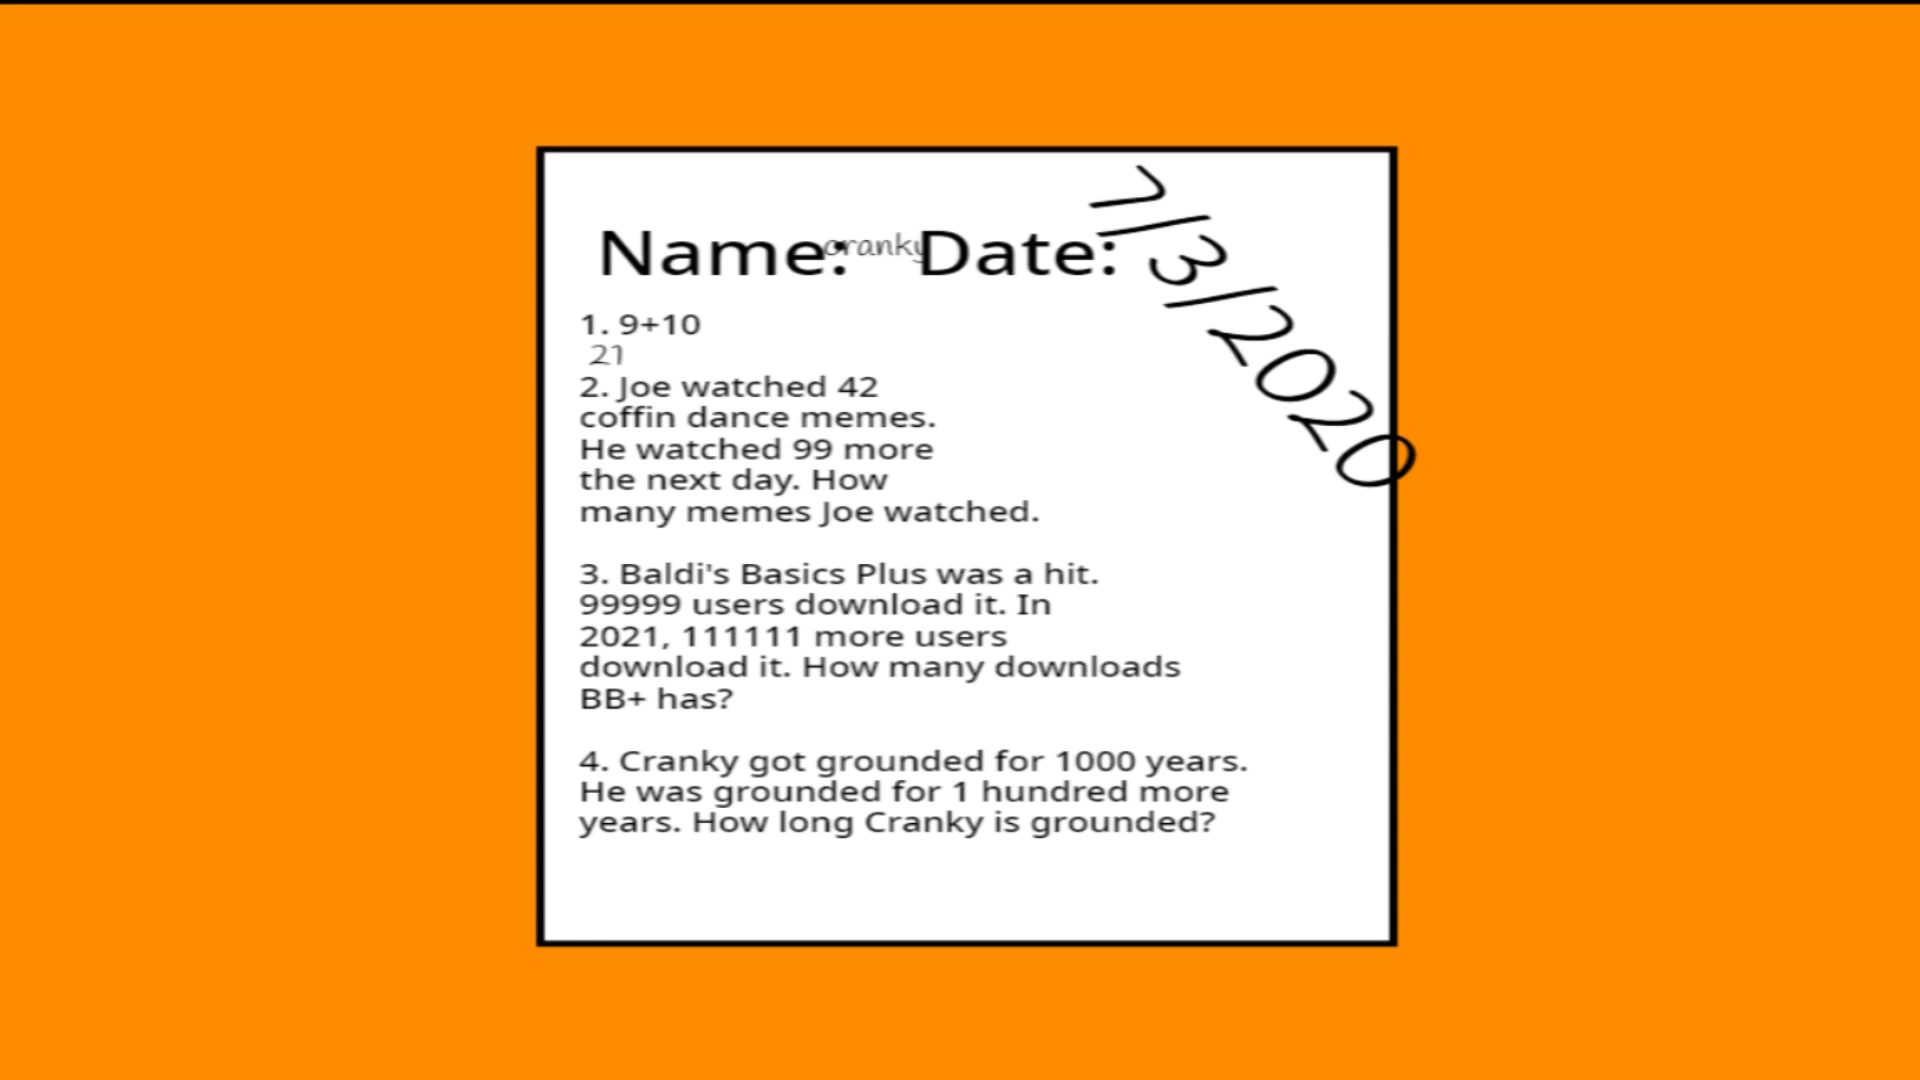 Name: cranky Date: 7/3/2020
1. 9+10
21
2. Joe watched 42
coffin dance memes.
He watched 99 more
the next day. How
many memes Joe watched.
3. Baldi's Basics Plus was a hit.
99999 users download it. In
2021, 111111 more users
download it. How many downloads
BB+ has?
4. Cranky got grounded for 1000 years.
He was grounded for 1 hundred more
years. How long Cranky is grounded?